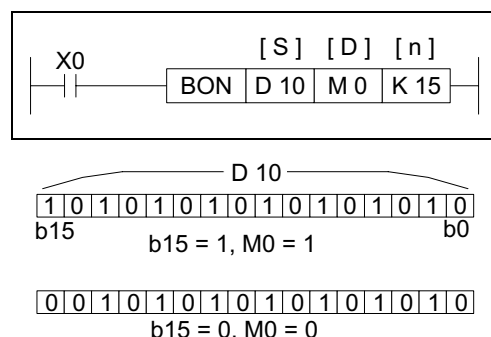 [ S ] [ D ] [ n ]
X0
BON D 10 M 0 K 15
D 10
1 0 1 0 1 0 1 0 1 0 1 0 1 0 1 0
b15 b0
b15 = 1, M0 = 1
0 0 1 0 1 0 1 0 1 0 1 0 1 0 1 0
b15 = 0, M0 = 0